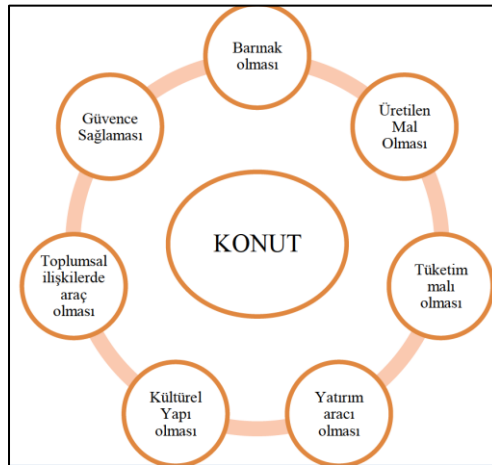 Barınak
olması
Üretilen
Mal
Olması
Tüketim
malı
olması
Yatırım
aracı
olması
Kültürel
Yapı
olması
Toplumsal
ilişkilerde
araç
olması
Güvence
Sağlaması
KONUT